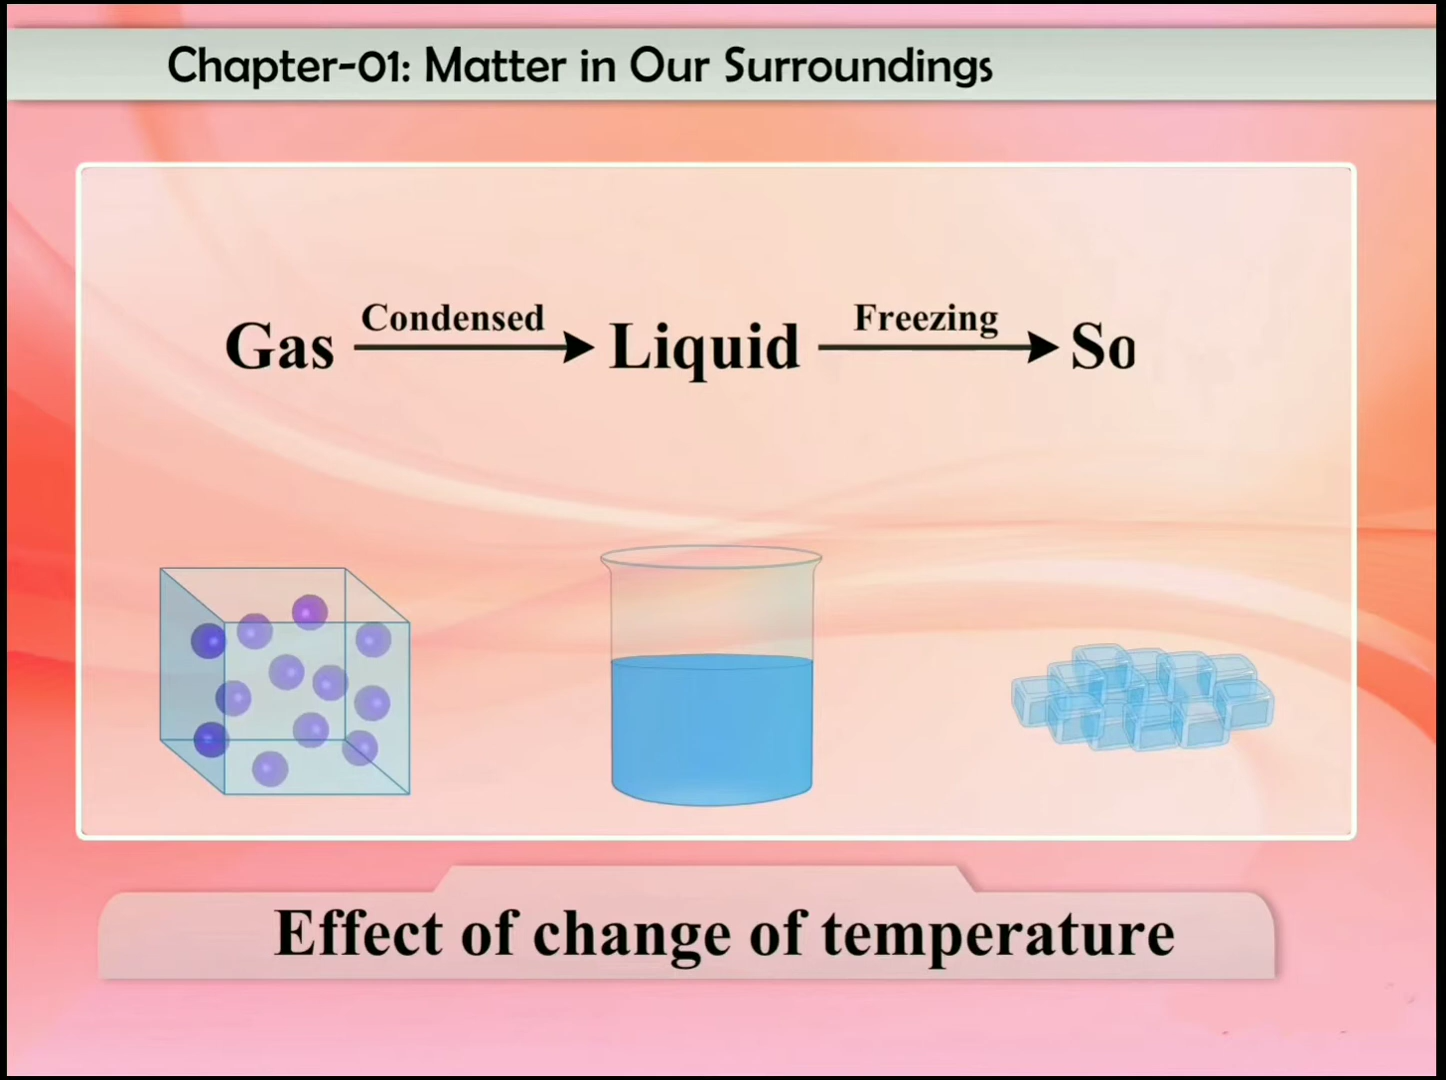 Chapter-01: Matter in Our Surroundings
Condensed Freezing
Gas Liquid So
Effect of change of temperature